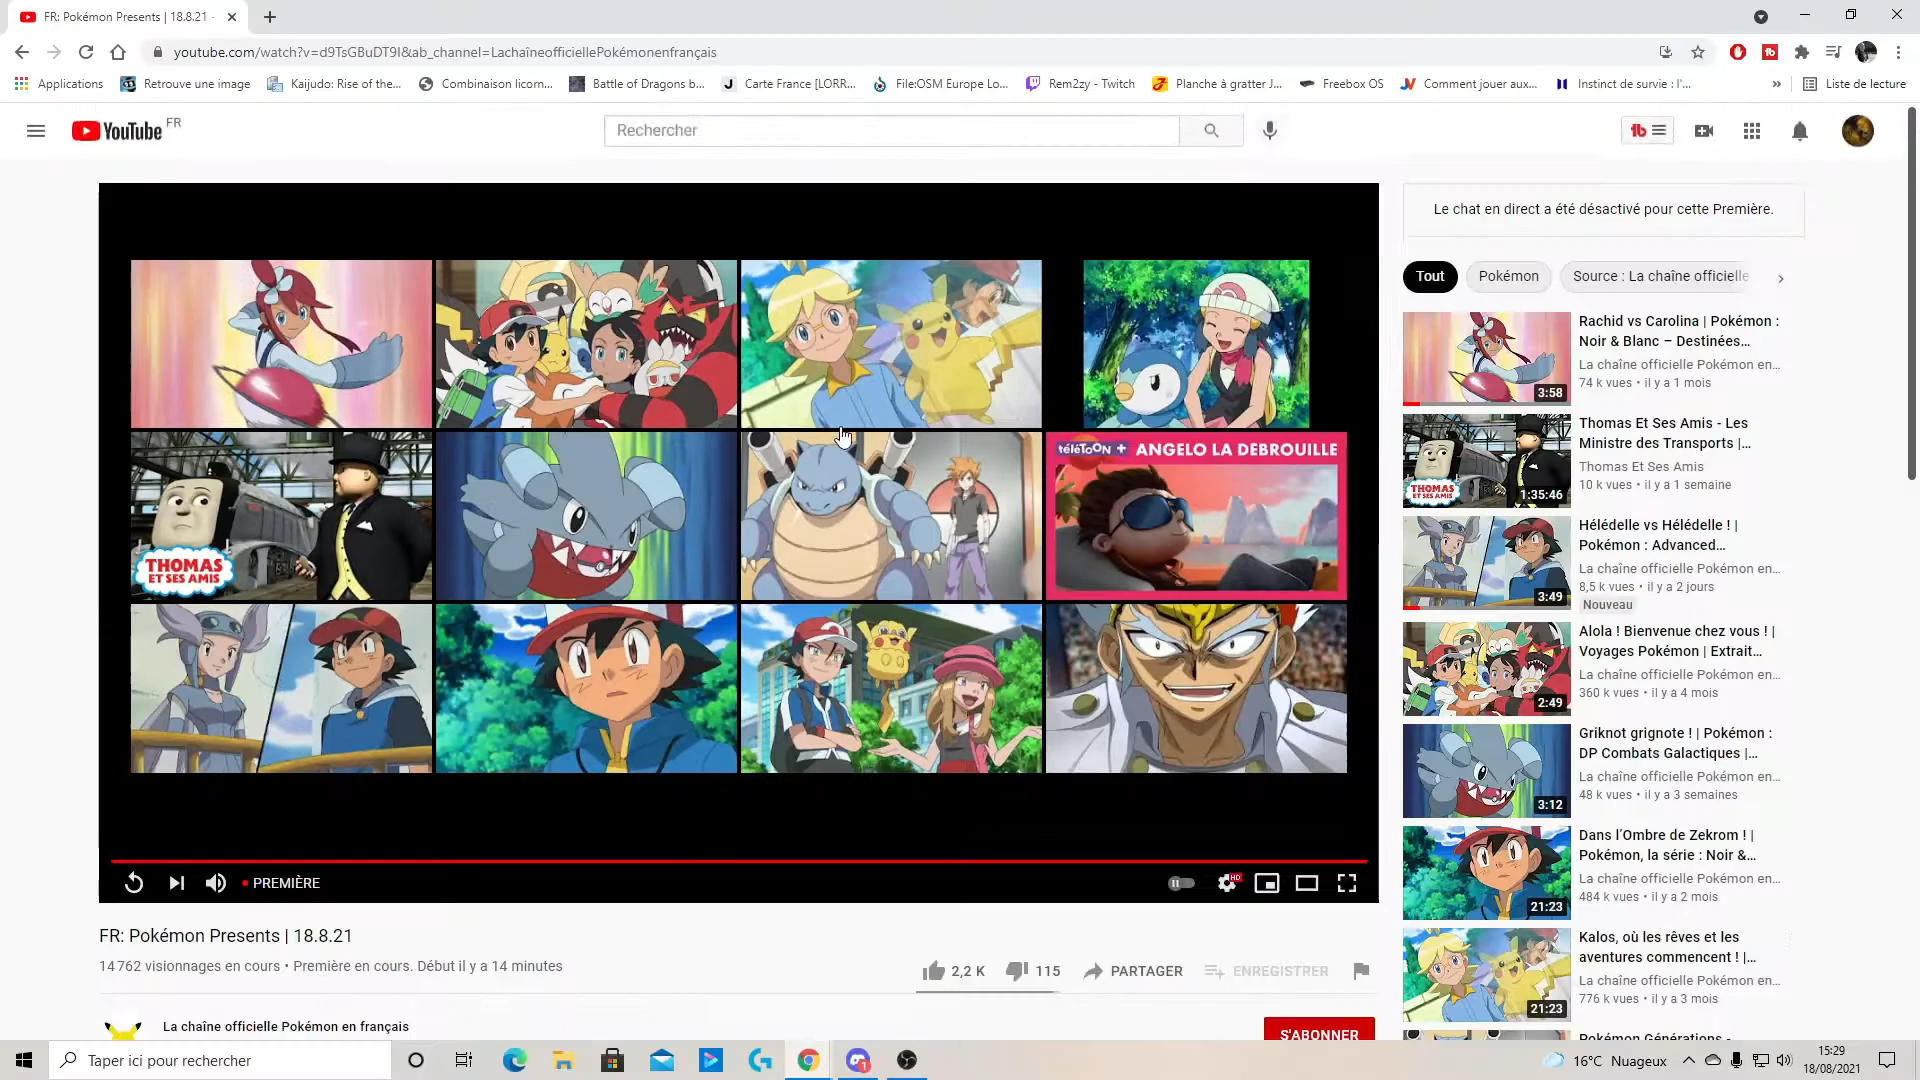 FR: Pokémon Presents | 18.8.21 -
youtube.com/watch?v=d9TsGBuDT9I&ab_channel=LachaîneofficiellePokémonenfrançais
Applications
Retrouve une image
Kaijudo: Rise of the...
Combinaison licorn...
Battle of Dragons b...
Carte France [LORR...
File:OSM Europe Lo...
Rem2zy - Twitch
Planche à gratter J...
Freebox OS
Comment jouer aux...
Instinct de survie : l'...
»
Liste de lecture
YouTube FR
Rechercher
tb
Le chat en direct a été désactivé pour cette Première.
Tout
Pokémon
Source : La chaîne officielle
téléTOON + ANGELO LA DEBROUILLE
THOMAS
ET SES AMIS
Rachid vs Carolina | Pokémon :
Noir & Blanc – Destinées...
La chaîne officielle Pokémon en...
74 k vues • il y a 1 mois
3:58
Thomas Et Ses Amis - Les
Ministre des Transports |...
Thomas Et Ses Amis
10 k vues • il y a 1 semaine
THOMAS
ET SES AMIS
1:35:46
Hélédelle vs Hélédelle ! |
Pokémon : Advanced...
La chaîne officielle Pokémon en...
8,5 k vues • il y a 2 jours
Nouveau
3:49
Alola ! Bienvenue chez vous ! |
Voyages Pokémon | Extrait...
La chaîne officielle Pokémon en...
360 k vues • il y a 4 mois
2:49
Griknot grignote ! | Pokémon :
DP Combats Galactiques |...
La chaîne officielle Pokémon en...
48 k vues • il y a 3 semaines
3:12
Dans l'Ombre de Zekrom ! |
Pokémon, la série : Noir &...
La chaîne officielle Pokémon en...
484 k vues • il y a 2 mois
21:23
Kalos, où les rêves et les
aventures commencent ! |...
La chaîne officielle Pokémon en...
776 k vues • il y a 3 mois
21:23
Pokémon Générations -
PREMIÈRE
HD
FR: Pokémon Presents | 18.8.21
14 762 visionnages en cours • Première en cours. Début il y a 14 minutes
2,2 K
115
PARTAGER
ENREGISTRER
La chaîne officielle Pokémon en français
S'ABONNER
Taper ici pour rechercher
1
16°C Nuageux
15:29
18/08/2021